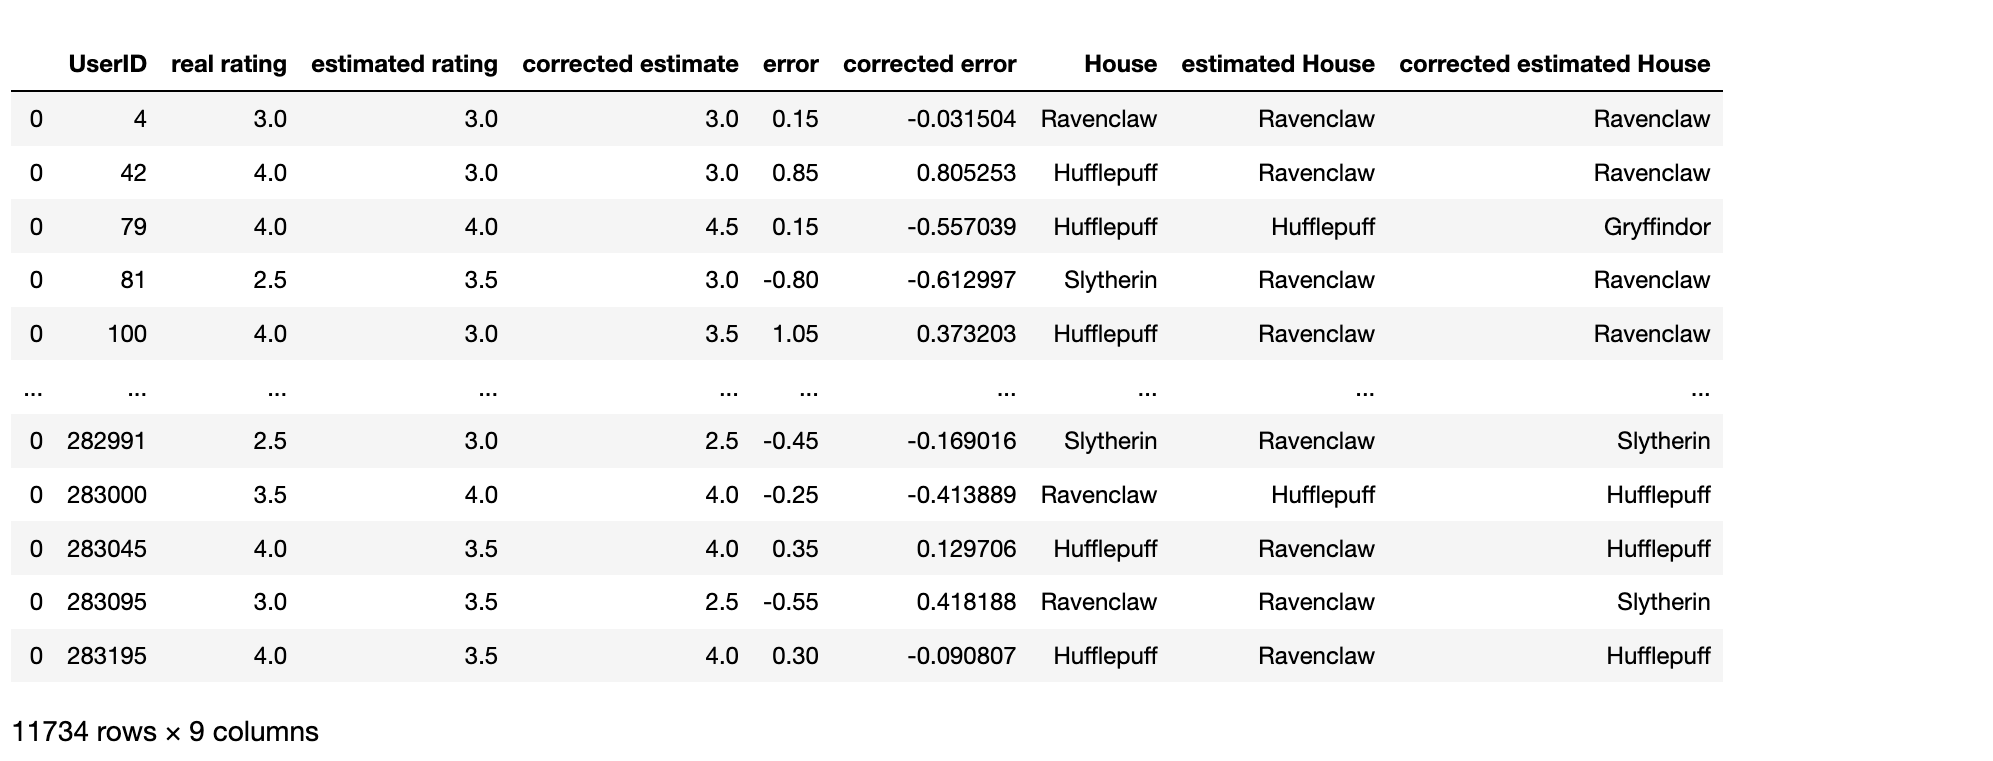 UserID real rating estimated rating corrected estimate error corrected error House estimated House corrected estimated House
0 4 3.0 3.0 3.0 0.15 -0.031504 Ravenclaw Ravenclaw Ravenclaw
0 42 4.0 3.0 3.0 0.85 0.805253 Hufflepuff Ravenclaw Ravenclaw
0 79 4.0 4.0 4.5 0.15 -0.557039 Hufflepuff Hufflepuff Gryffindor
0 81 2.5 3.5 3.0 -0.80 -0.612997 Slytherin Ravenclaw Ravenclaw
0 100 4.0 3.0 3.5 1.05 0.373203 Hufflepuff Ravenclaw Ravenclaw
... ... ... ... ... ... ... ... ... ...
0 282991 2.5 3.0 2.5 -0.45 -0.169016 Slytherin Ravenclaw Slytherin
0 283000 3.5 4.0 4.0 -0.25 -0.413889 Ravenclaw Hufflepuff Hufflepuff
0 283045 4.0 3.5 4.0 0.35 0.129706 Hufflepuff Ravenclaw Hufflepuff
0 283095 3.0 3.5 2.5 -0.55 0.418188 Ravenclaw Ravenclaw Slytherin
0 283195 4.0 3.5 4.0 0.30 -0.090807 Hufflepuff Ravenclaw Hufflepuff
11734 rows × 9 columns